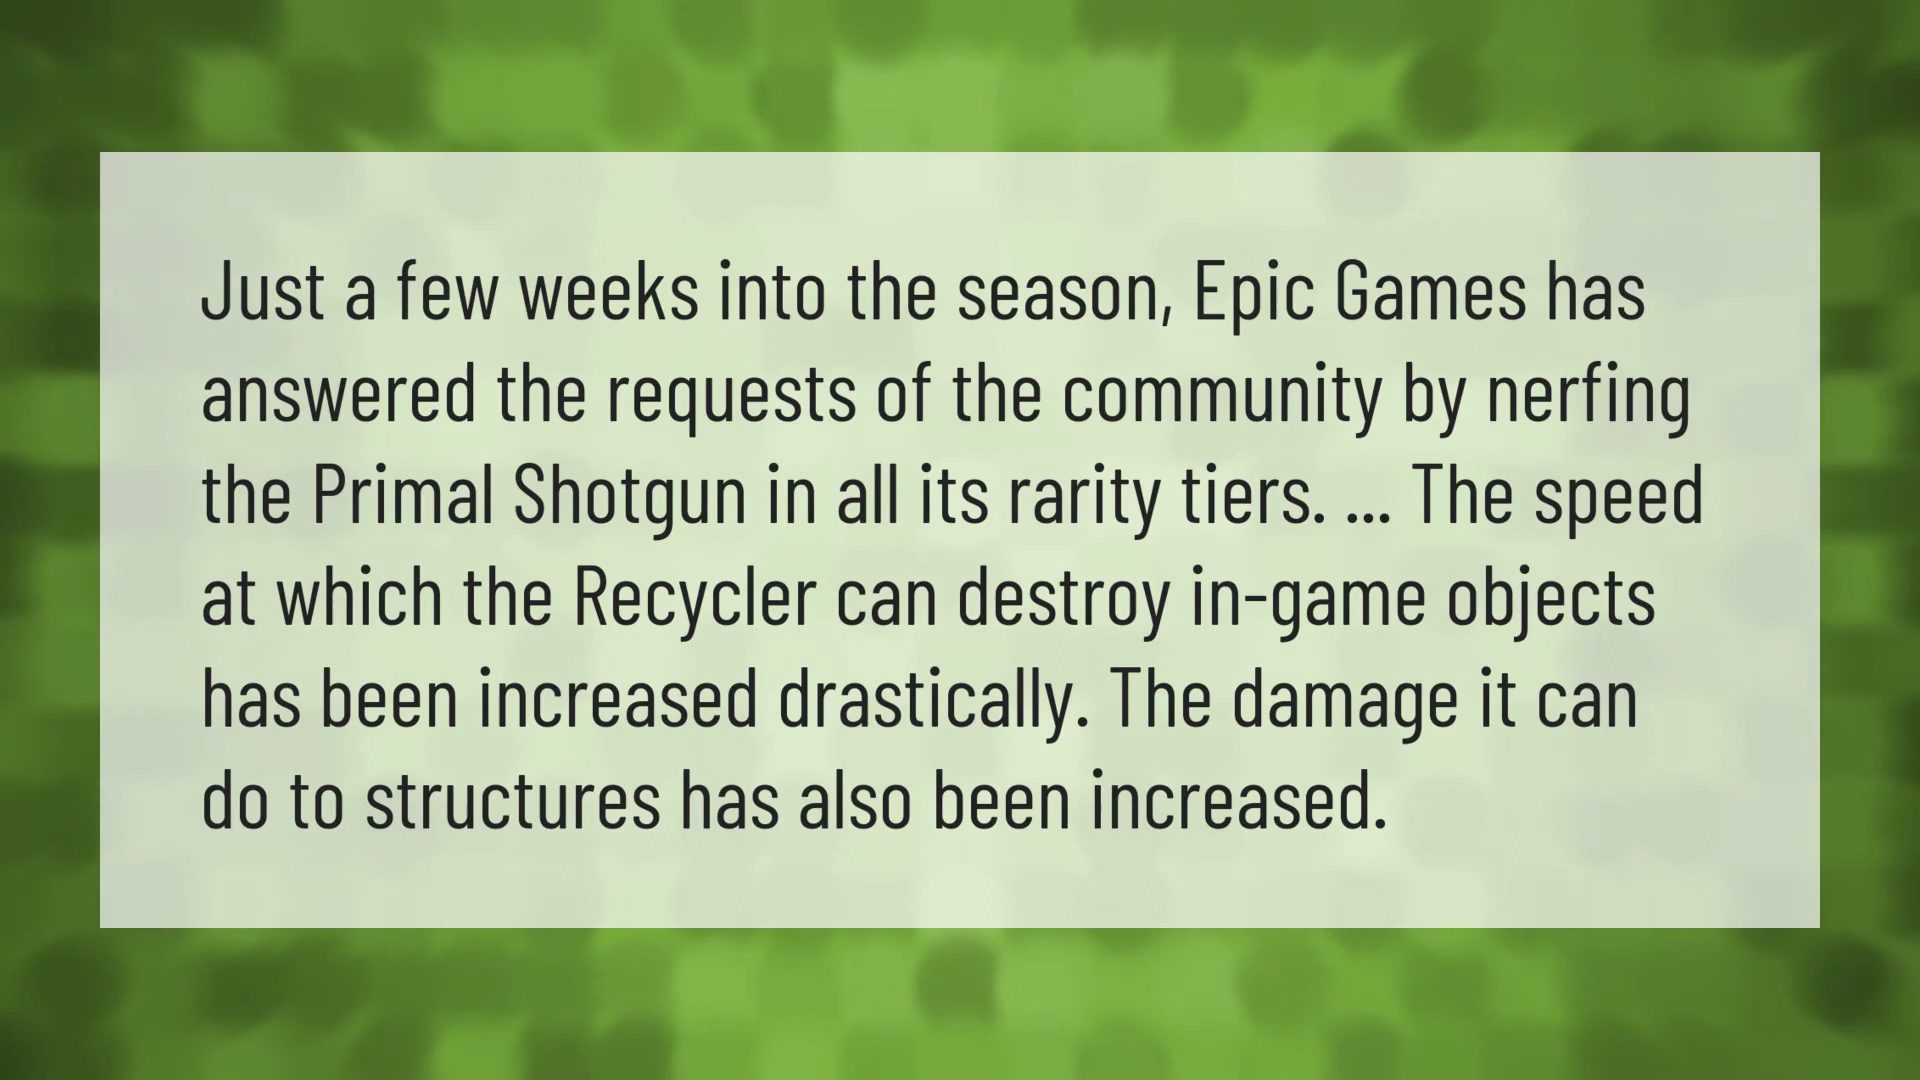 Just a few weeks into the season, Epic Games has
answered the requests of the community by nerfing
the Primal Shotgun in all its rarity tiers. ... The speed
at which the Recycler can destroy in-game objects
has been increased drastically. The damage it can
do to structures has also been increased.